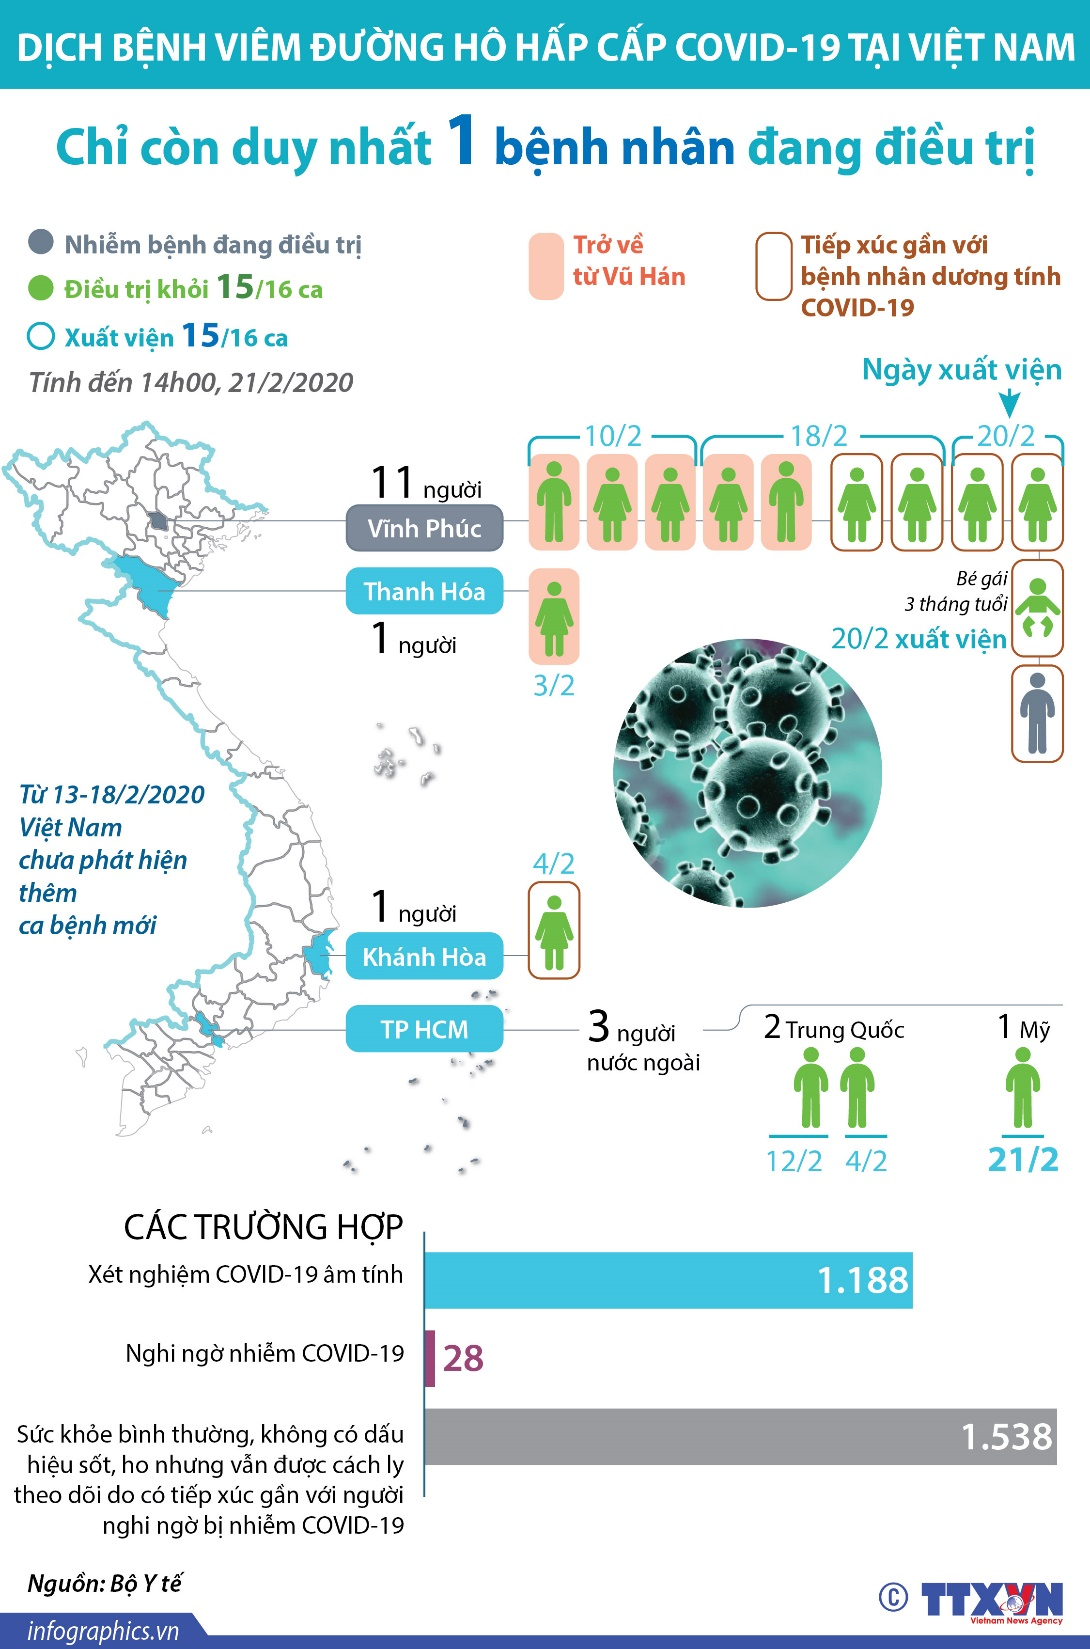 DỊCH BỆNH VIÊM ĐƯỜNG HÔ HẤP CẤP COVID-19 TẠI VIỆT NAM
Chỉ còn duy nhất 1 bệnh nhân đang điều trị
Nhiễm bệnh đang điều trị
Điều trị khỏi 15/16 ca
Xuất viện 15/16 ca
Tính đến 14h00, 21/2/2020
Trở về
từ Vũ Hán
Tiếp xúc gần với
bệnh nhân dương tính
COVID-19
Ngày xuất viện
10/2
18/2
20/2
11 người
Vĩnh Phúc
Thanh Hóa
1 người
3/2
Bé gái
3 tháng tuổi
20/2 xuất viện
Từ 13-18/2/2020
Việt Nam
chưa phát hiện
thêm
ca bệnh mới
4/2
1 người
Khánh Hòa
TP HCM
3 người
nước ngoài
2 Trung Quốc
1 Mỹ
12/2
4/2
21/2
CÁC TRƯỜNG HỢP
Xét nghiệm COVID-19 âm tính
1.188
Nghi ngờ nhiễm COVID-19
28
Sức khỏe bình thường, không có dấu
hiệu sốt, ho nhưng vẫn được cách ly
theo dõi do có tiếp xúc gần với người
nghi ngờ bị nhiễm COVID-19
1.538
Nguồn: Bộ Y tế
© TTXVN
Vietnam News Agency
infographics.vn